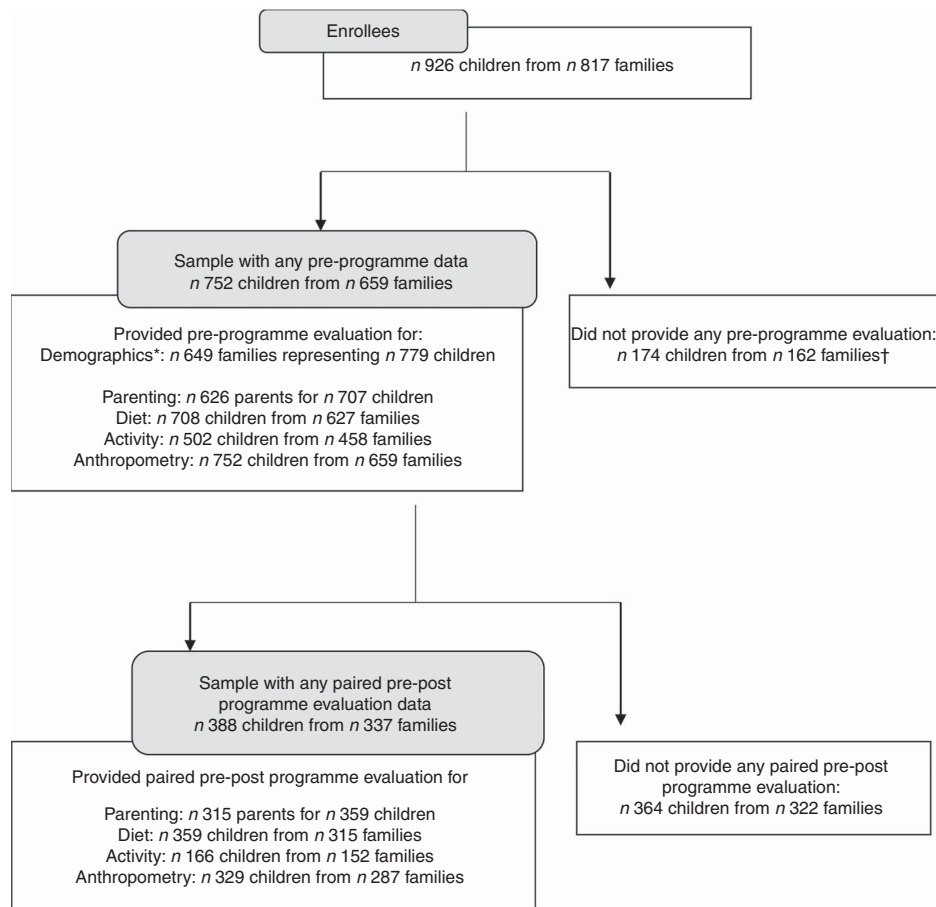 Enrollees
n 926 children from n 817 families
Sample with any pre-programme data
n 752 children from n 659 families
Provided pre-programme evaluation for:
Demographics*: n 649 families representing n 779 children
Parenting: n 626 parents for n 707 children
Diet: n 708 children from n 627 families
Activity: n 502 children from n 458 families
Anthropometry: n 752 children from n 659 families
Did not provide any pre-programme evaluation:
n 174 children from n 162 families†
Sample with any paired pre-post
programme evaluation data
n 388 children from n 337 families
Provided paired pre-post programme evaluation for
Parenting: n 315 parents for n 359 children
Diet: n 359 children from n 315 families
Activity: n 166 children from n 152 families
Anthropometry: n 329 children from n 287 families
Did not provide any paired pre-post
programme evaluation:
n 364 children from n 322 families